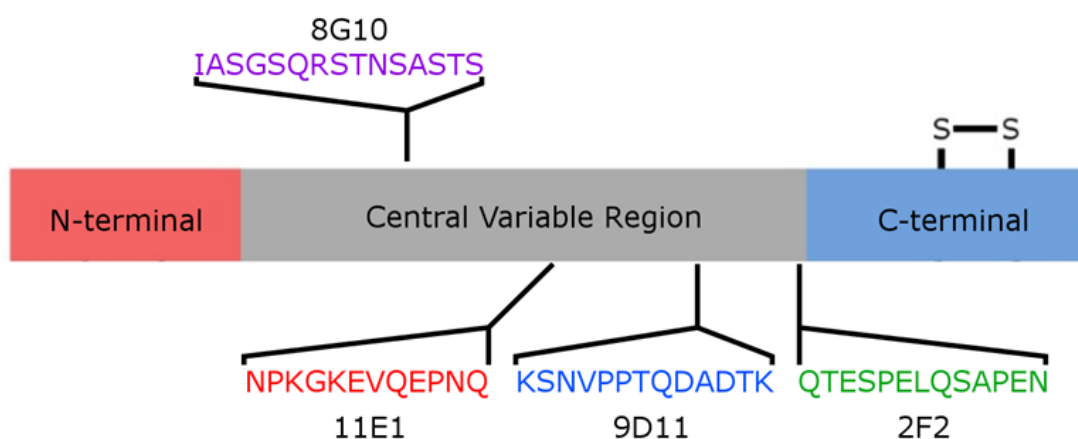 8G10
IASGSQRSTNSASTS
S S
N-terminal Central Variable Region C-terminal
NPKGKEVQEPNQ KSNVPPTQDADTK QTESPELQSAPEN
11E1 9D11 2F2